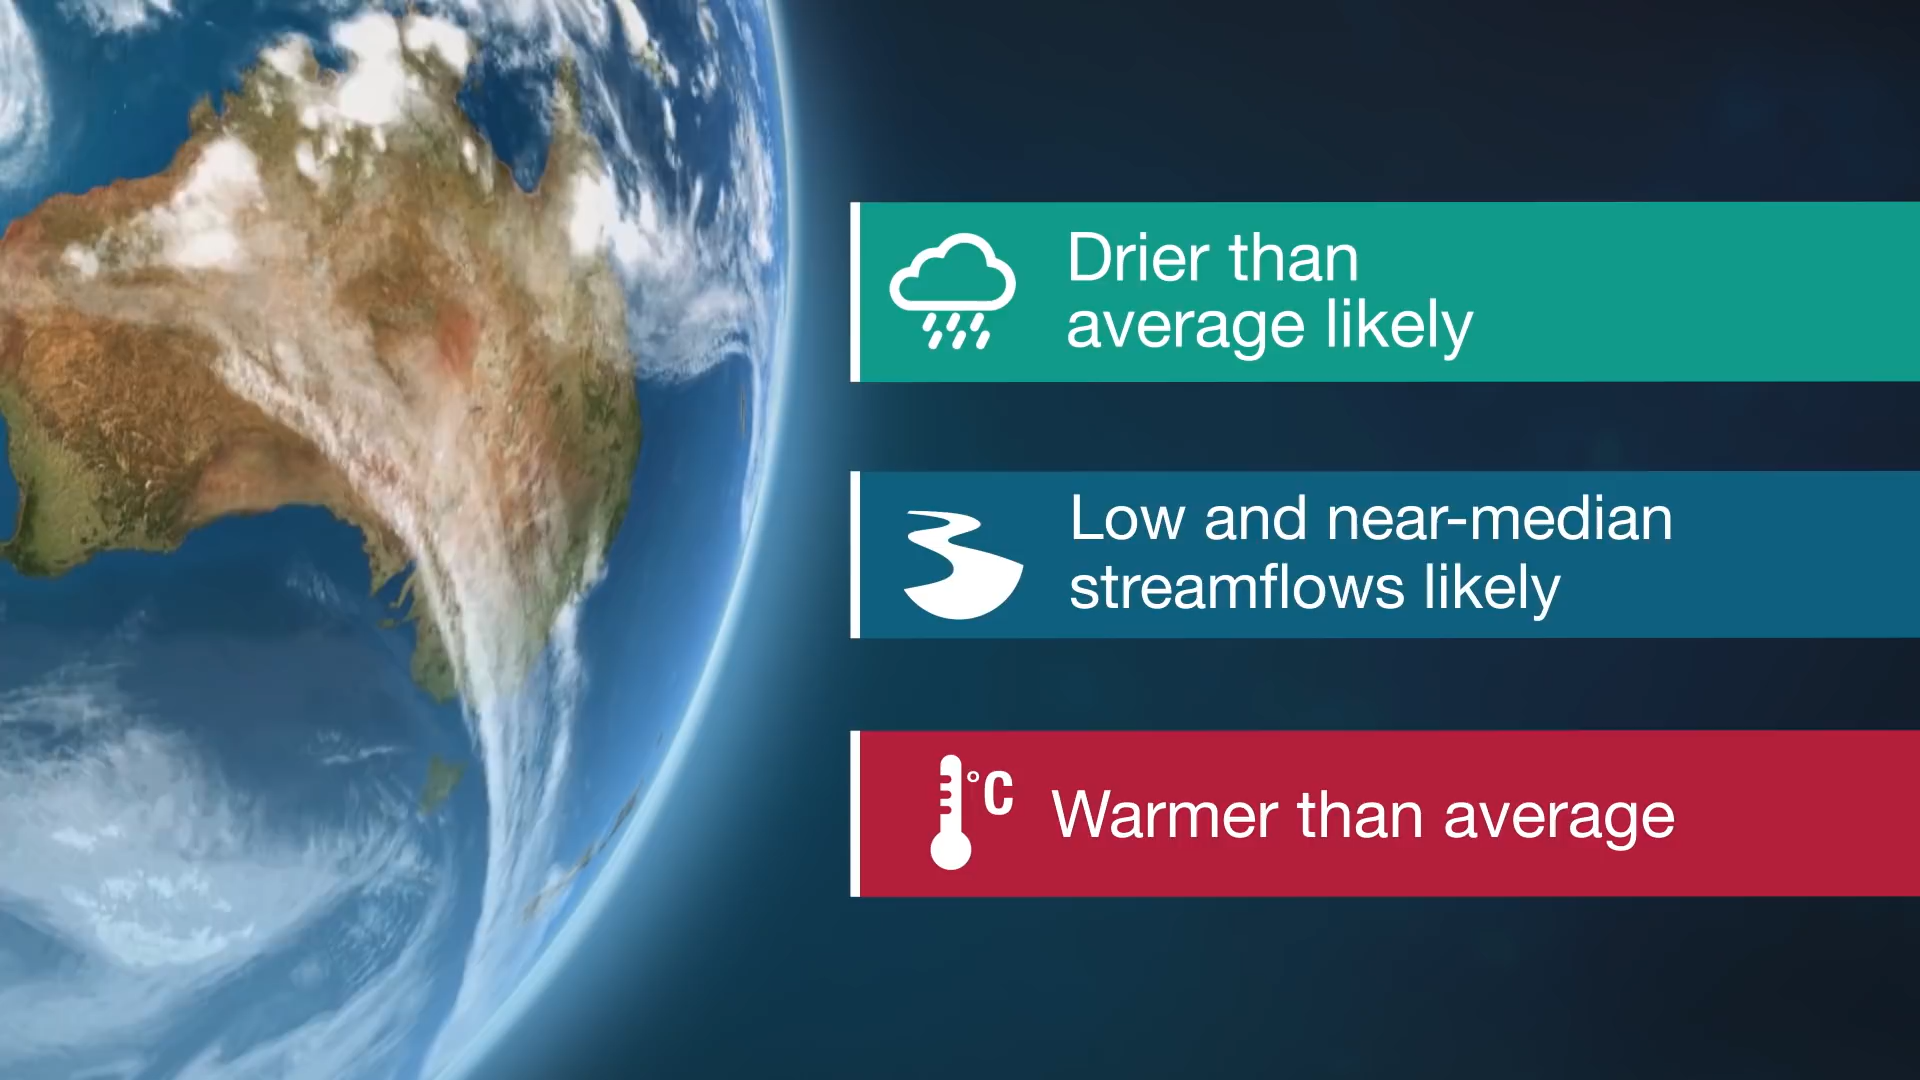 Drier than
average likely
Low and near-median
streamflows likely
°C
Warmer than average